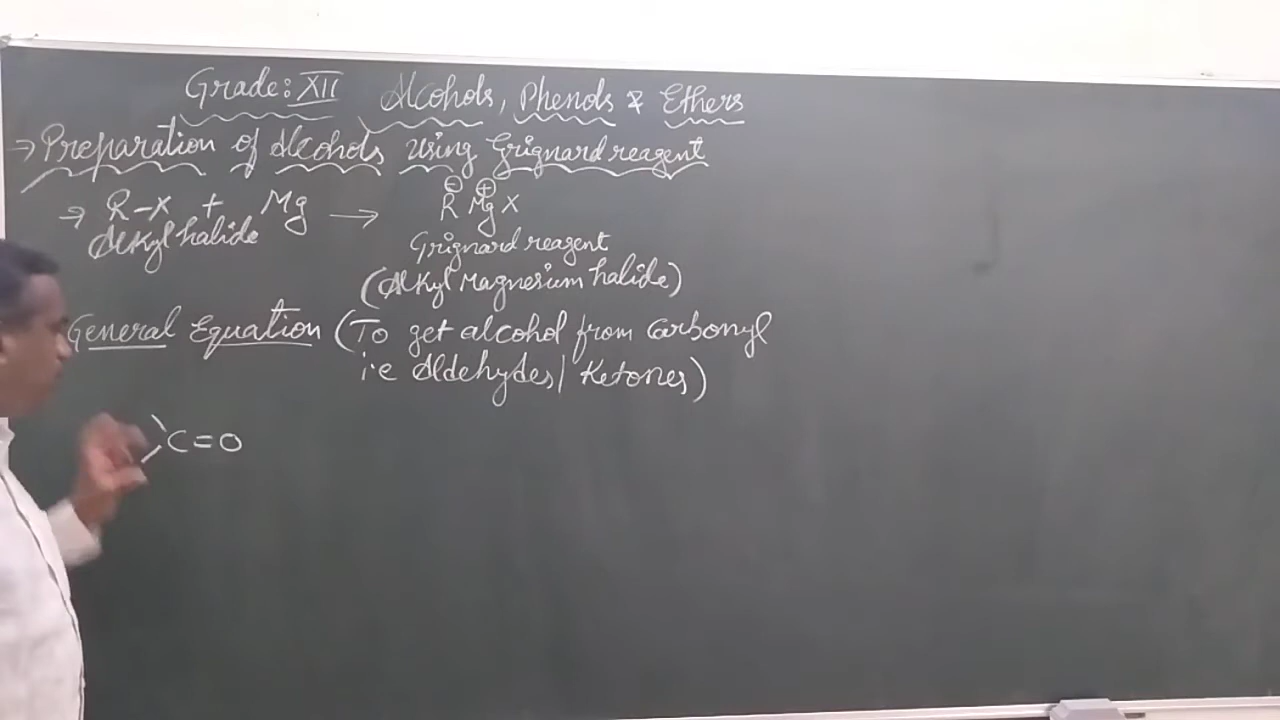 Grade: XII Alcohols, Phenols & Ethers
→ Preparation of Alcohols using Grignard reagent
→ R-X + Mg → R⊖ Mg⊕ X
Alkyl halide Grignard reagent
(Alkyl Magnesium halide)
General Equation (To get alcohol from Carbonyl
i.e Aldehydes/ Ketones)
>C=O